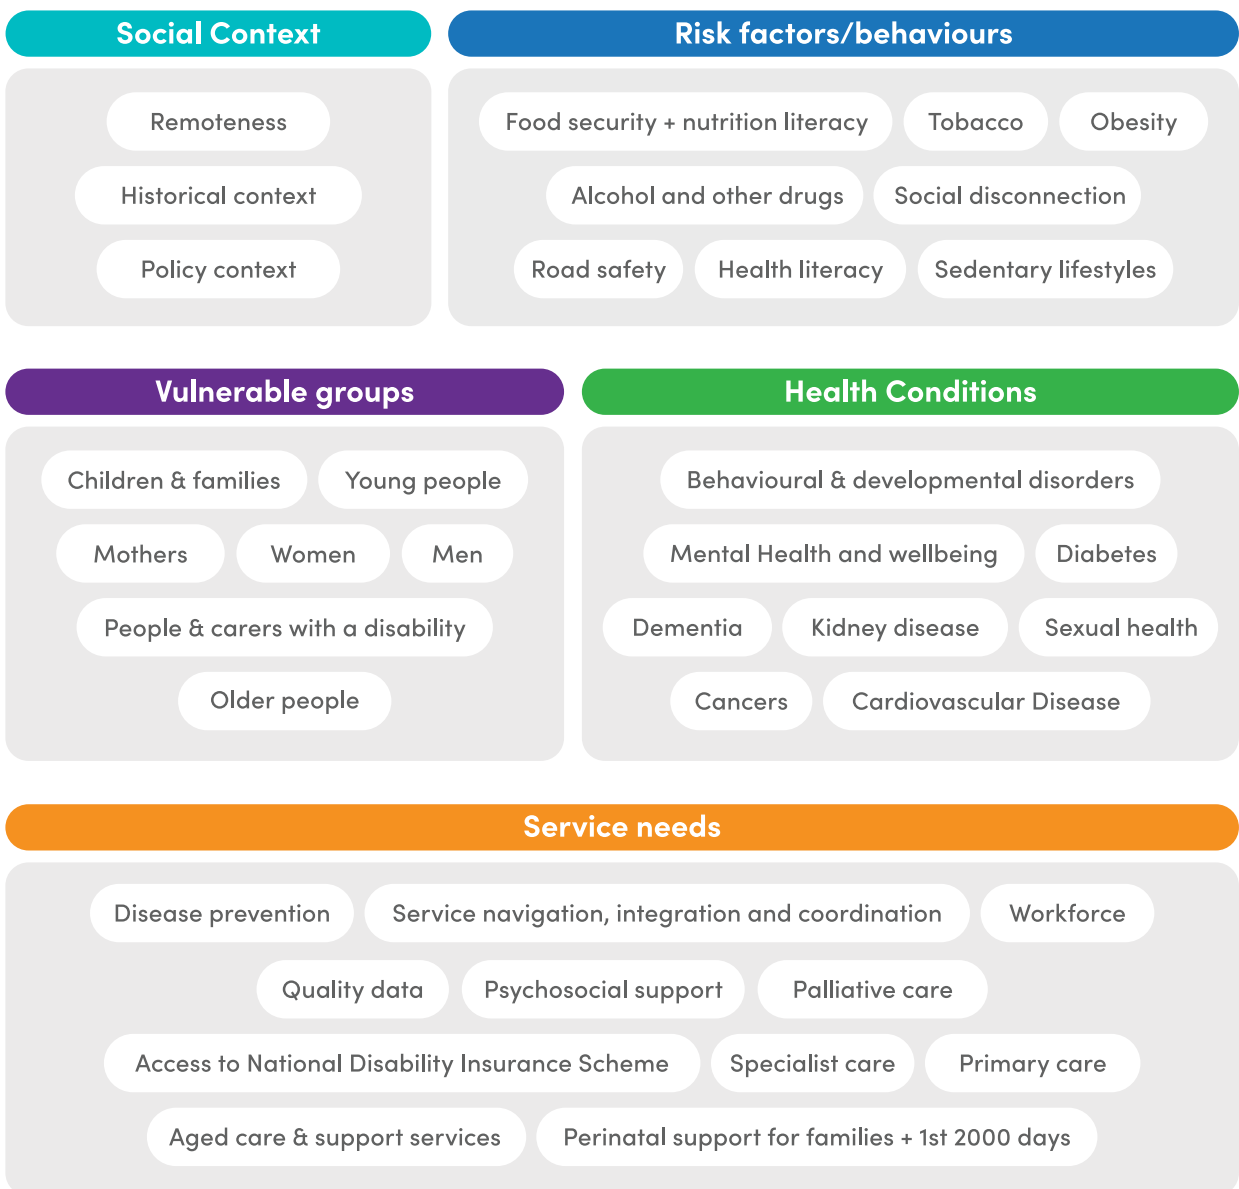 Social Context
Remoteness
Historical context
Policy context
Risk factors/behaviours
Food security + nutrition literacy
Tobacco
Obesity
Alcohol and other drugs
Social disconnection
Road safety
Health literacy
Sedentary lifestyles
Vulnerable groups
Children & families
Young people
Mothers
Women
Men
People & carers with a disability
Older people
Health Conditions
Behavioural & developmental disorders
Mental Health and wellbeing
Diabetes
Dementia
Kidney disease
Sexual health
Cancers
Cardiovascular Disease
Service needs
Disease prevention
Service navigation, integration and coordination
Workforce
Quality data
Psychosocial support
Palliative care
Access to National Disability Insurance Scheme
Specialist care
Primary care
Aged care & support services
Perinatal support for families + 1st 2000 days